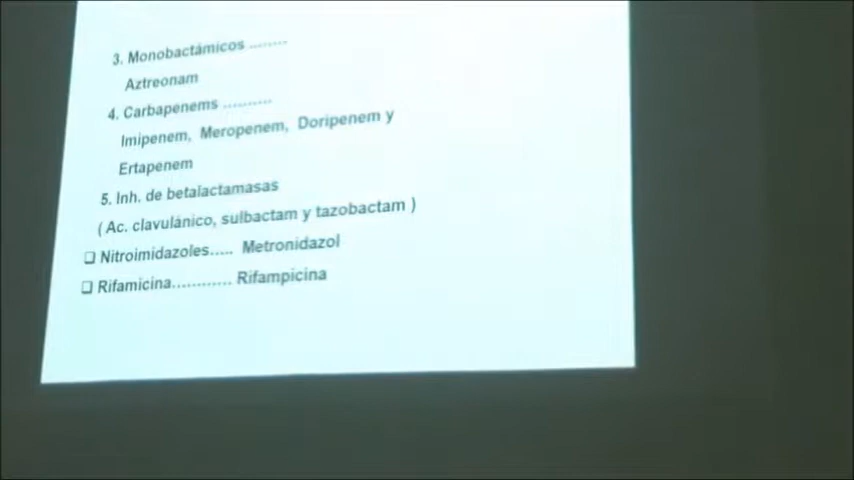 3. Monobactámicos ........
Aztreonam
4. Carbapenems ..........
Imipenem, Meropenem, Doripenem y
Ertapenem
5. Inh. de betalactamasas
( Ac. clavulánico, sulbactam y tazobactam )
❑ Nitroimidazoles..... Metronidazol
❑ Rifamicina............ Rifampicina